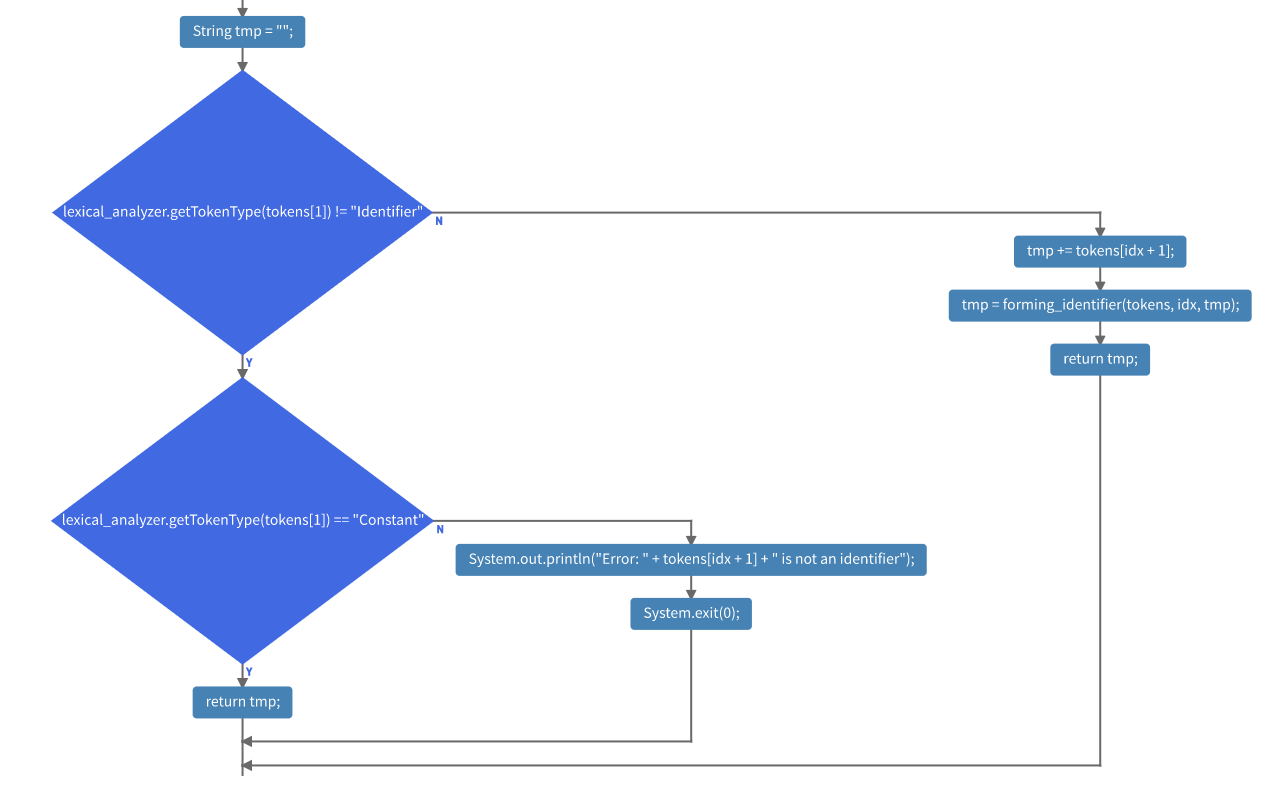 String tmp = "";
lexical_analyzer.getTokenType(tokens[1]) != "Identifier"
N
tmp += tokens[idx + 1];
tmp = forming_identifier(tokens, idx, tmp);
return tmp;
Y
lexical_analyzer.getTokenType(tokens[1]) == "Constant"
N
System.out.println("Error: " + tokens[idx + 1] + " is not an identifier");
System.exit(0);
Y
return tmp;